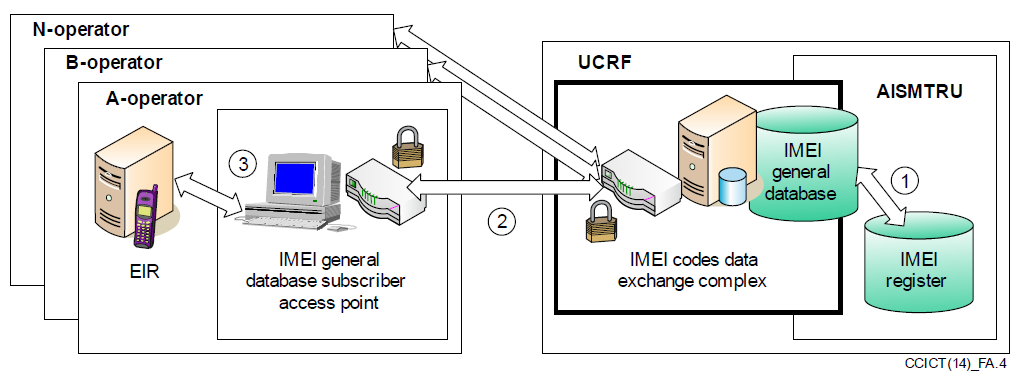 N-operator
B-operator
A-operator
3
EIR
IMEI general
database subscriber
access point
2
UCRF
AISMTRU
IMEI
general
database
1
IMEI codes data
exchange complex
IMEI
register
CCICT(14)_FA.4